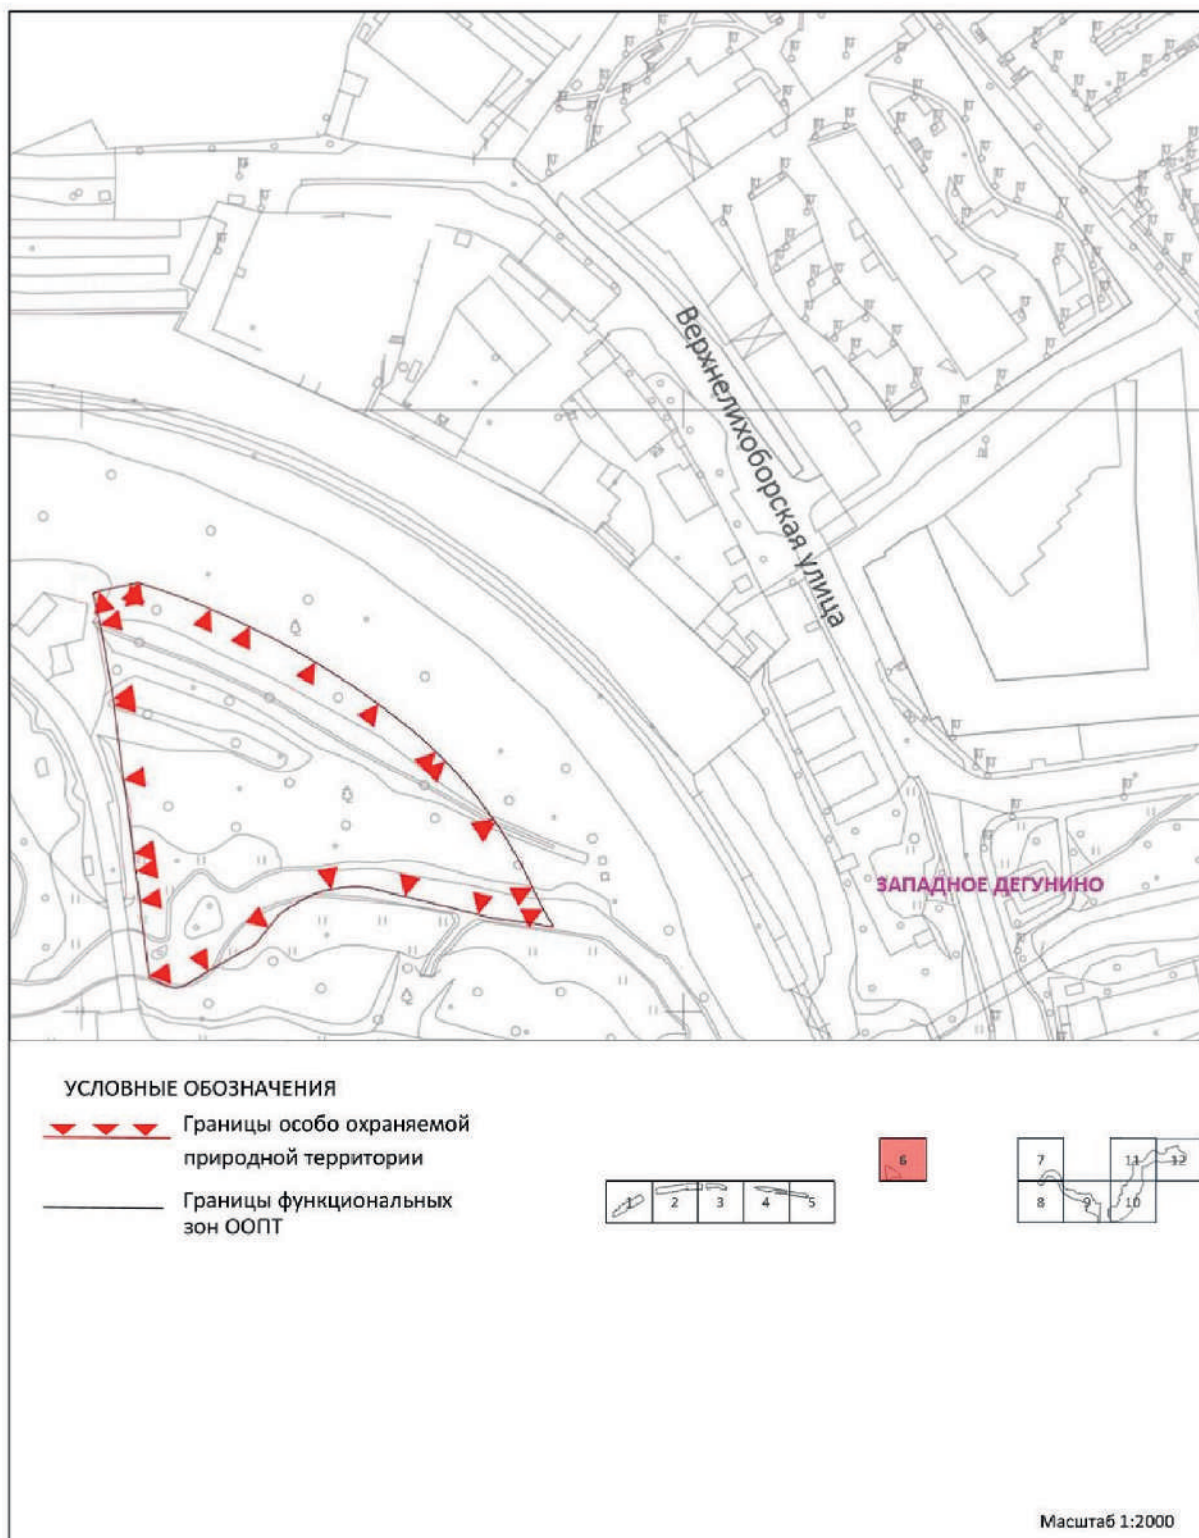 Верхнелихоборская улица
ЗАПАДНОЕ ДЕГУНИНО
УСЛОВНЫЕ ОБОЗНАЧЕНИЯ
Границы особо охраняемой
природной территории
Границы функциональных
зон ООПТ
6
7
11
12
1
2
3
4
5
8
9
10
Масштаб 1:2000